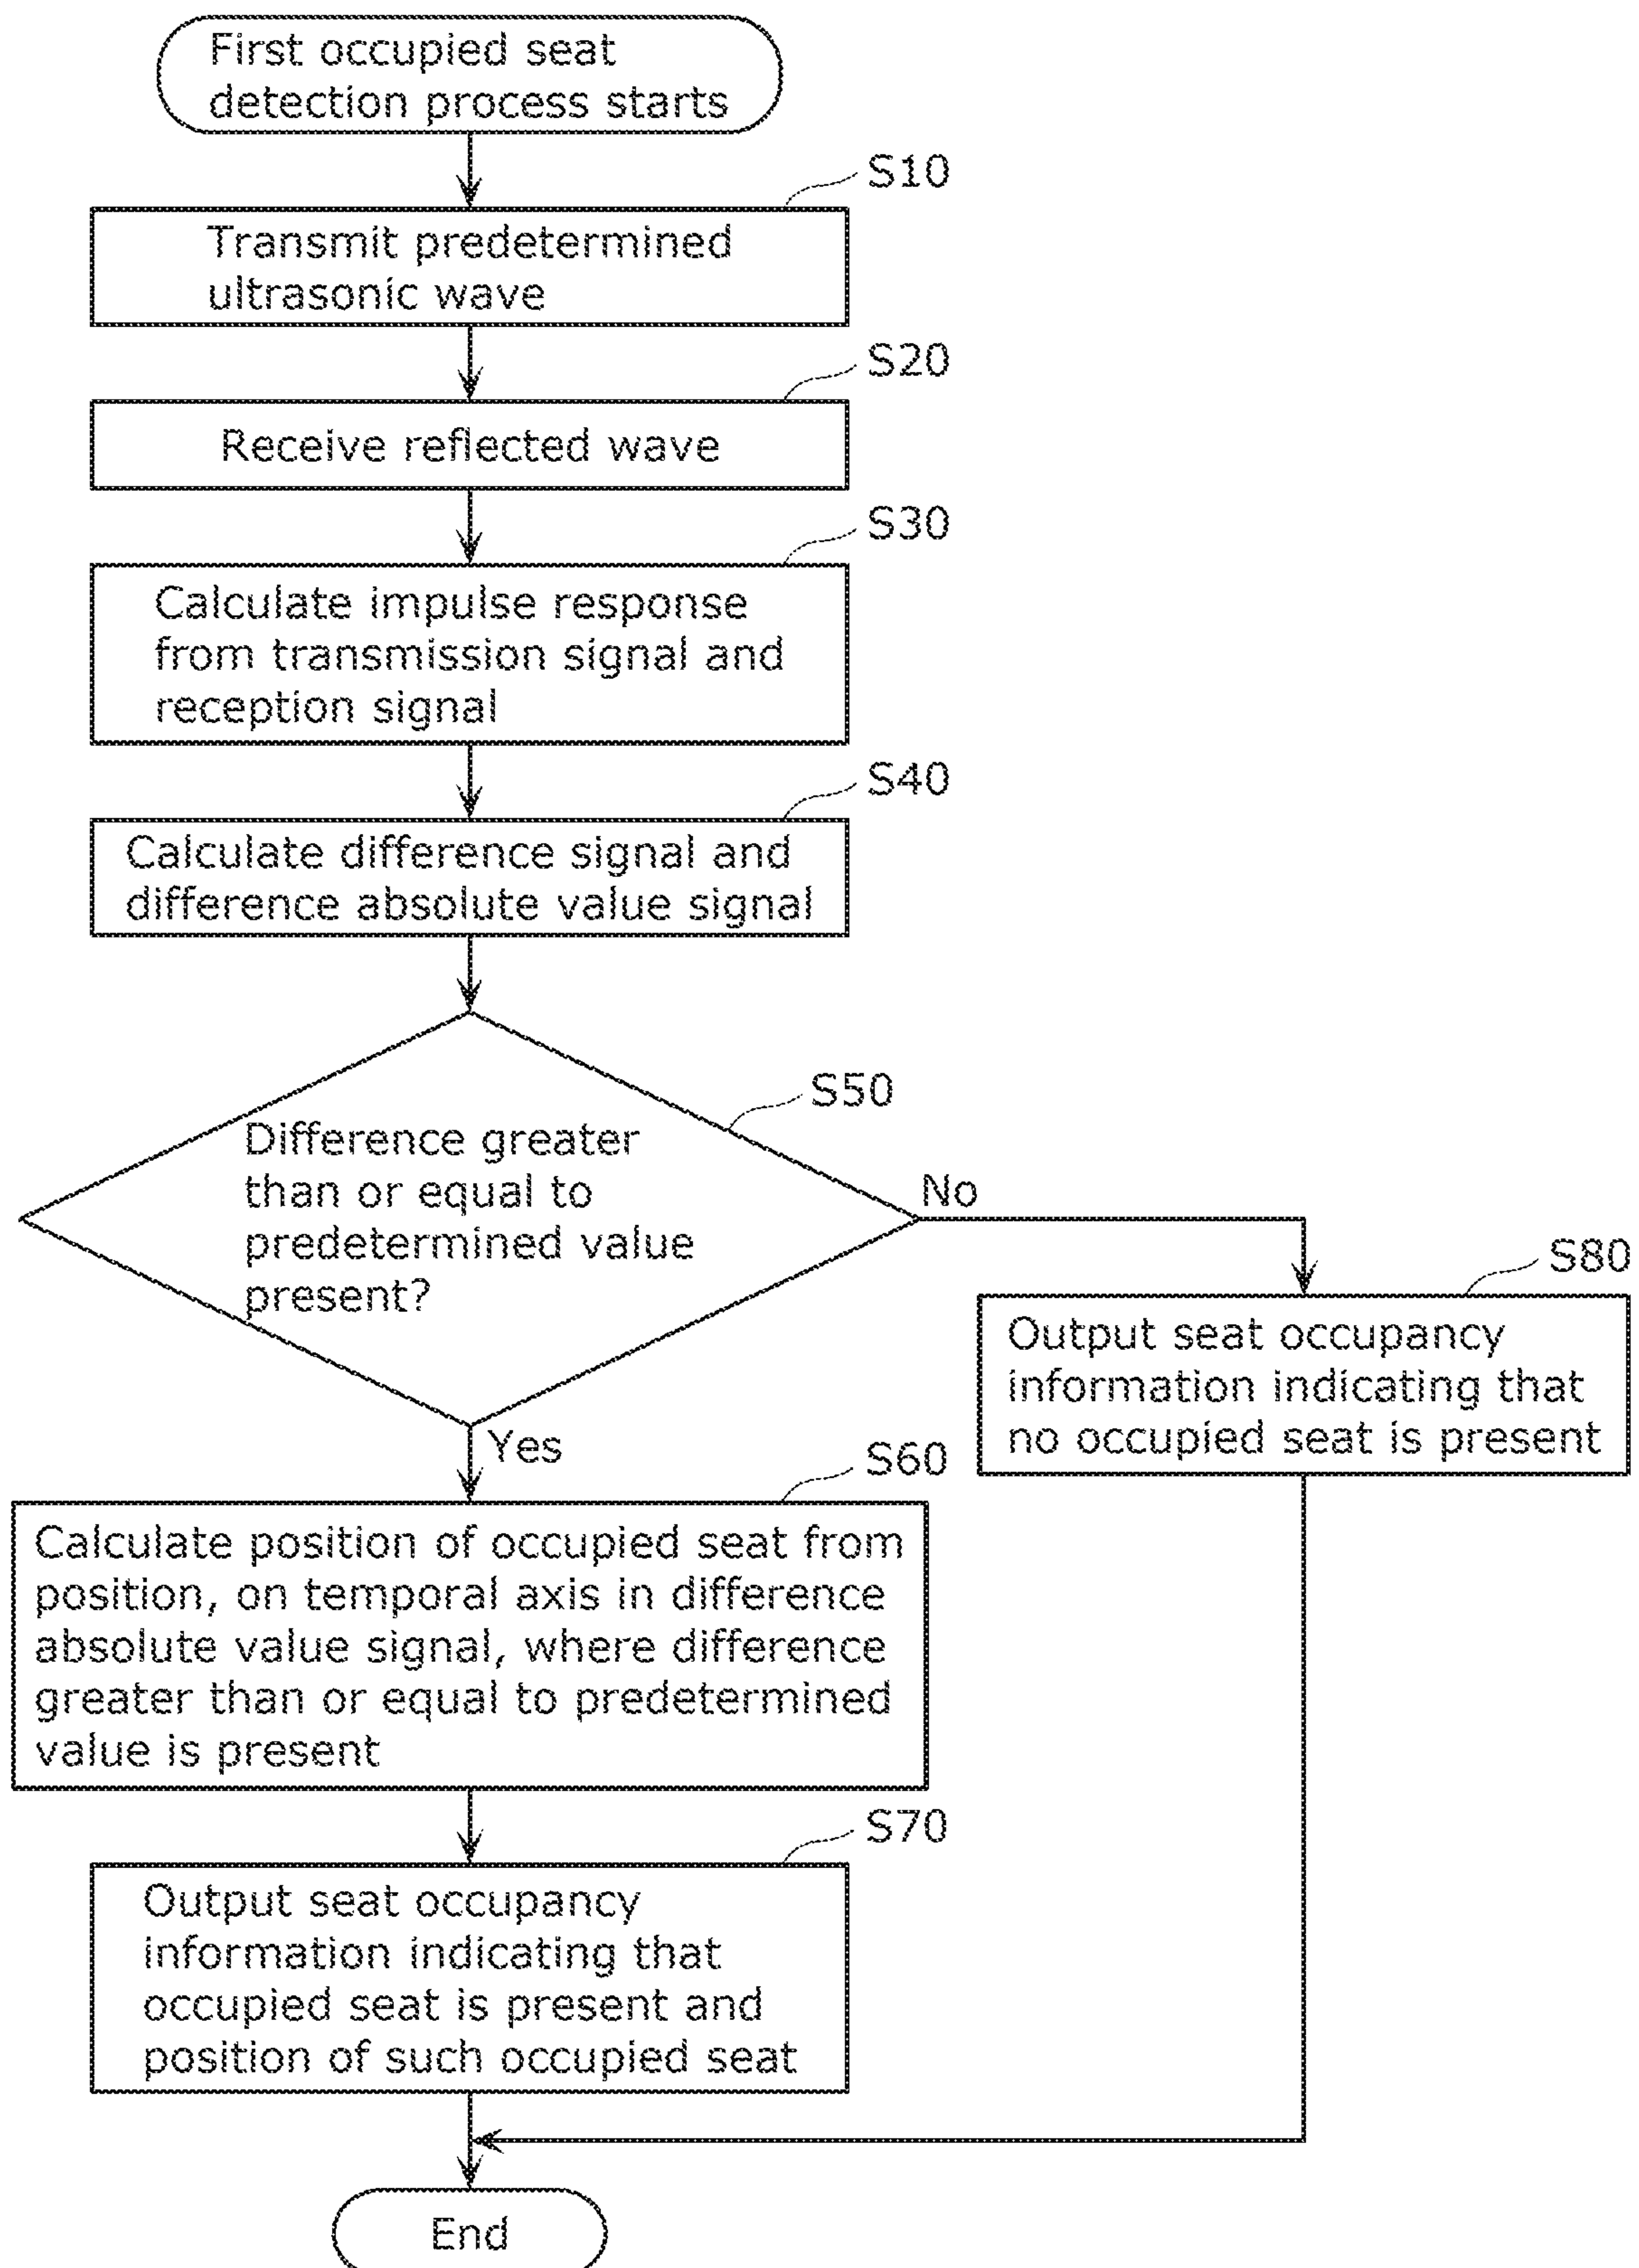 First occupied seat
detection process starts
S10
Transmit predetermined
ultrasonic wave
S20
Receive reflected wave
S30
Calculate impulse response
from transmission signal and
reception signal
S40
Calculate difference signal and
difference absolute value signal
S50
Difference greater
than or equal to
predetermined value
present?
No
S80
Output seat occupancy
information indicating that
no occupied seat is present
Yes
S60
Calculate position of occupied seat from
position, on temporal axis in difference
absolute value signal, where difference
greater than or equal to predetermined
value is present
S70
Output seat occupancy
information indicating that
occupied seat is present and
position of such occupied seat
End